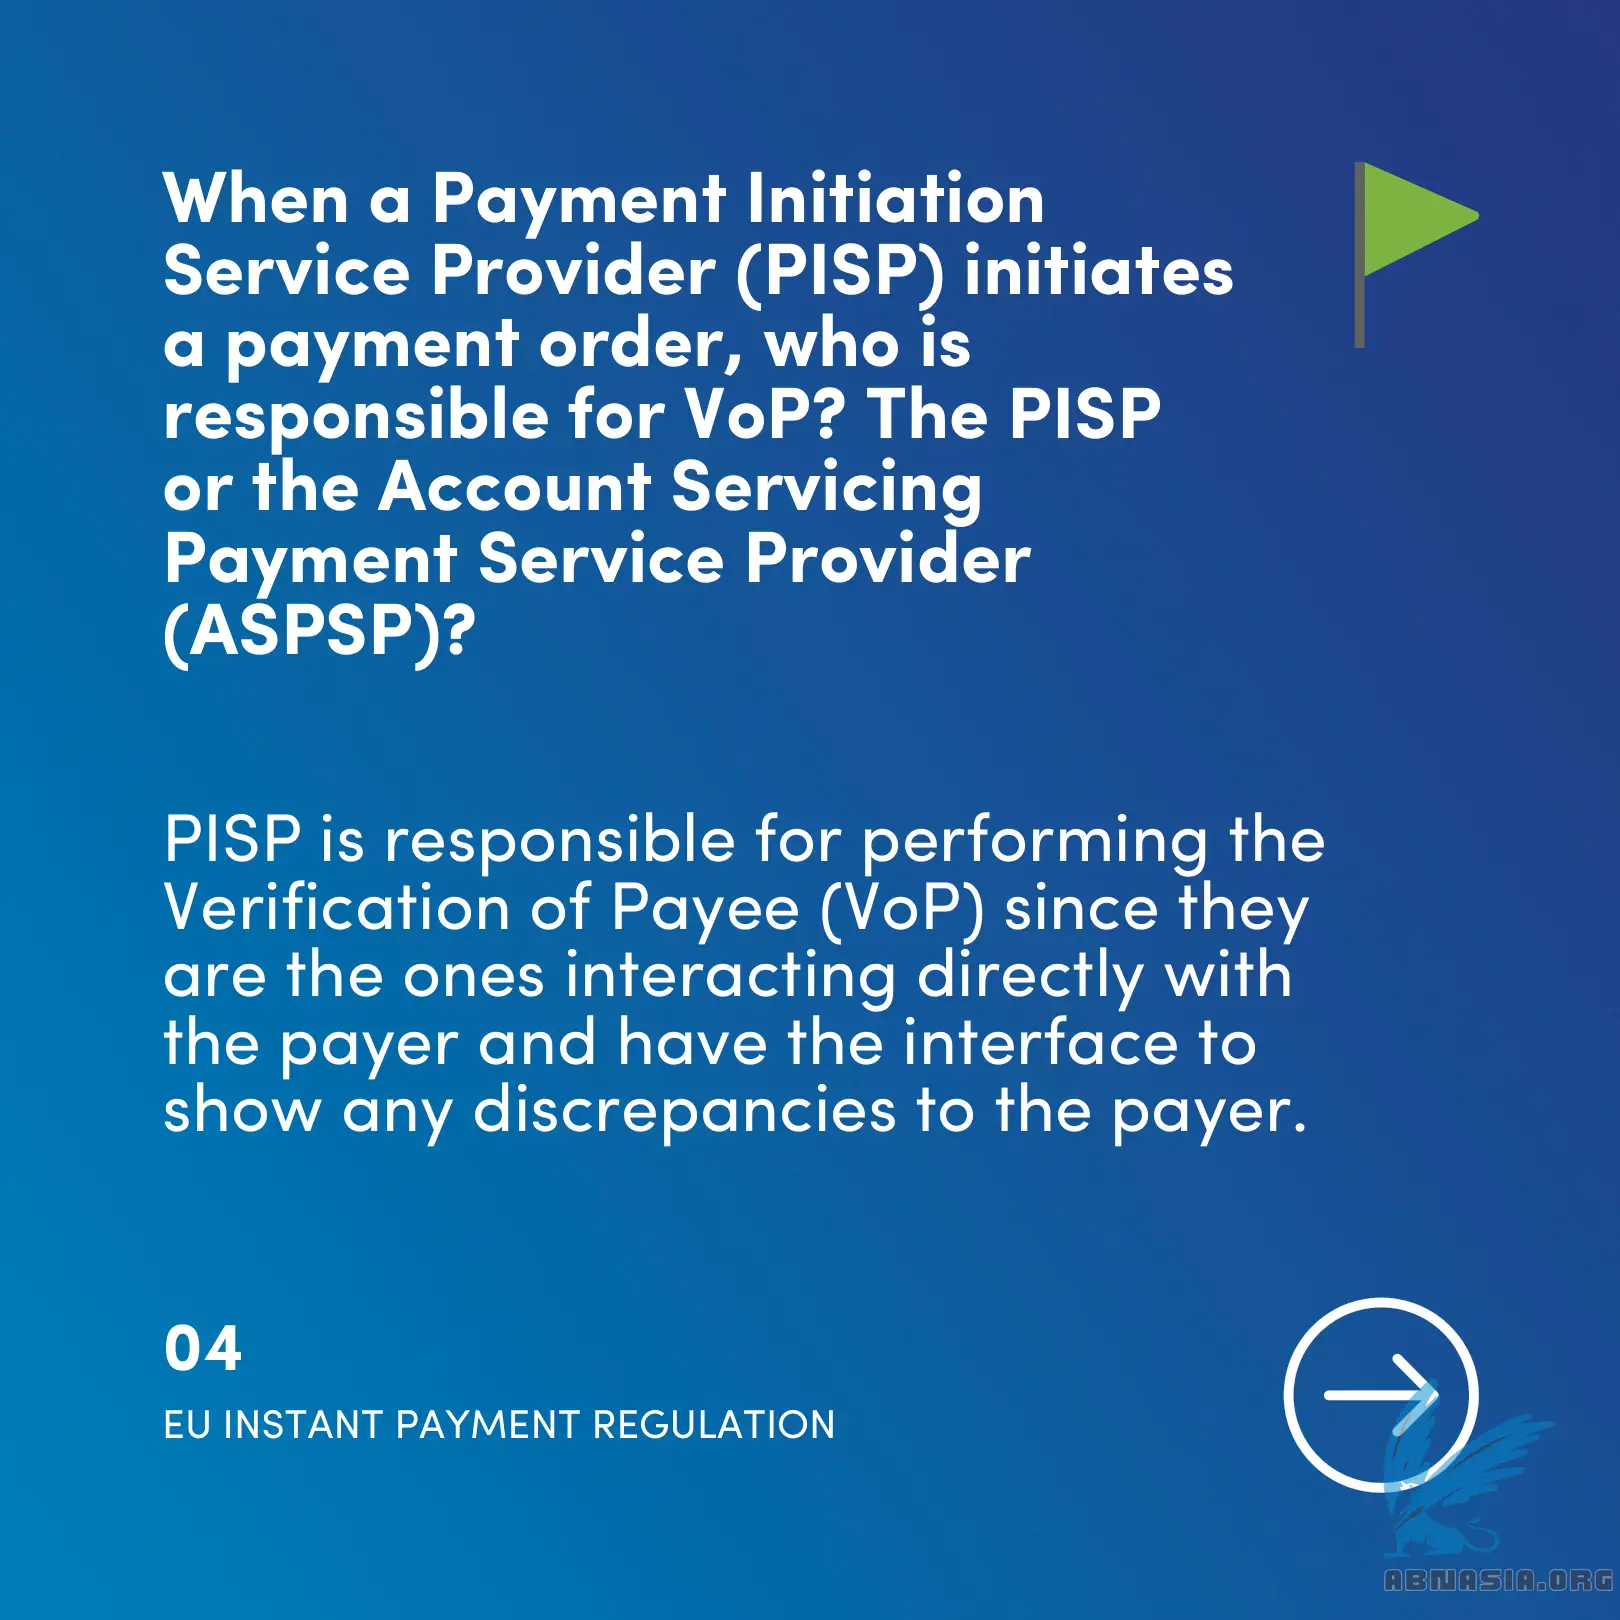 When a Payment Initiation
Service Provider (PISP) initiates
a payment order, who is
responsible for VoP? The PISP
or the Account Servicing
Payment Service Provider
(ASPSP)?
PISP is responsible for performing the
Verification of Payee (VoP) since they
are the ones interacting directly with
the payer and have the interface to
show any discrepancies to the payer.
04
EU INSTANT PAYMENT REGULATION
ABNASIA.ORG